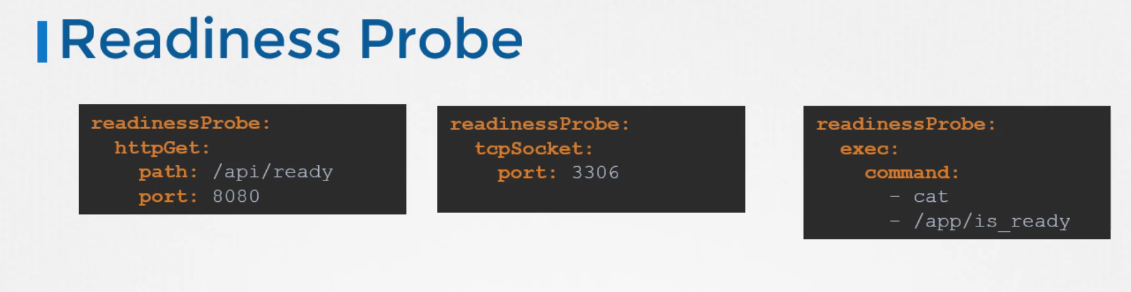 Readiness Probe
readinessProbe:
  httpGet:
    path: /api/ready
    port: 8080
readinessProbe:
  tcpSocket:
    port: 3306
readinessProbe:
  exec:
    command:
      - cat
      - /app/is_ready